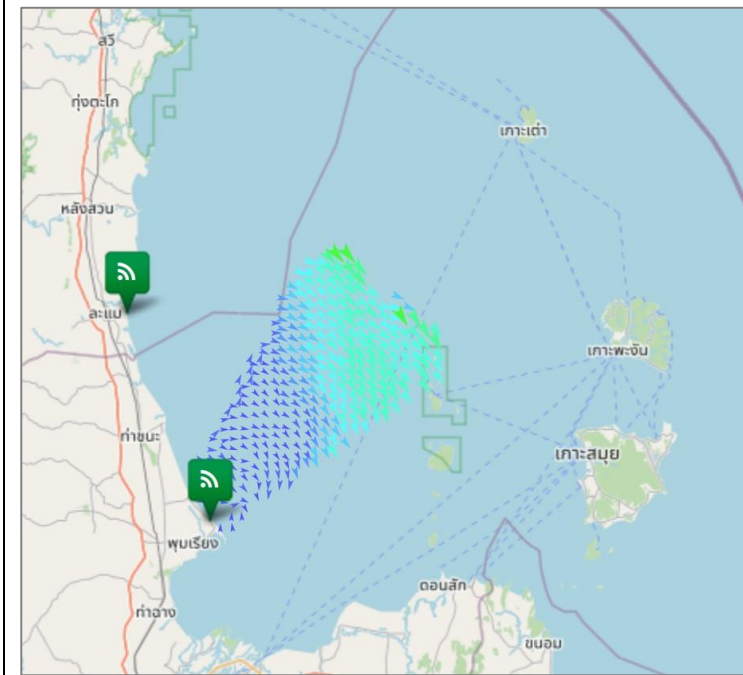 สวี
ทุ่งตะโก
เกาะเต่า
หลังสวน
ละแม
เกาะพะงัน
ท่าชนะ
เกาะสมุย
พุมเรียง
ดอนสัก
ท่าฉาง
ขนอม